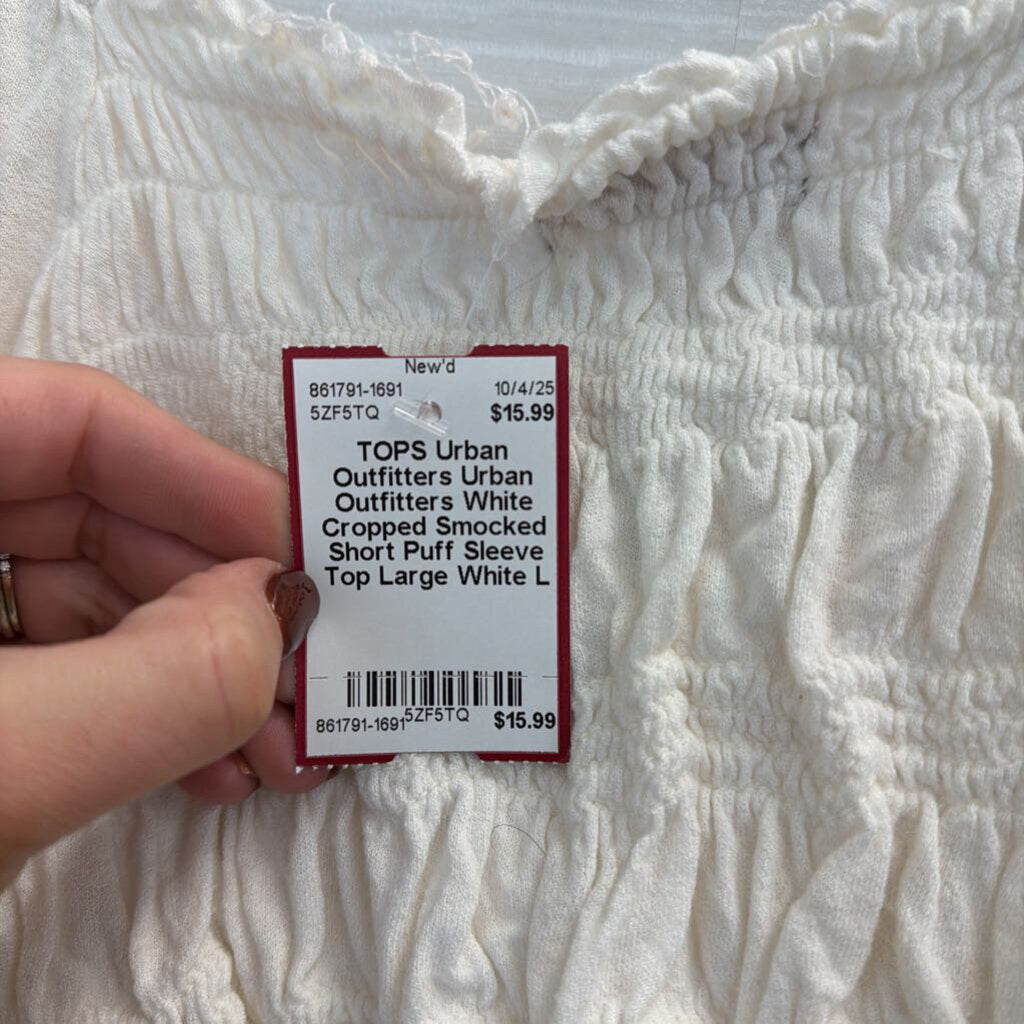 New'd
861791-1691 10/4/25
5ZF5TQ $15.99
TOPS Urban
Outfitters Urban
Outfitters White
Cropped Smocked
Short Puff Sleeve
Top Large White L
861791-1691 5ZF5TQ $15.99